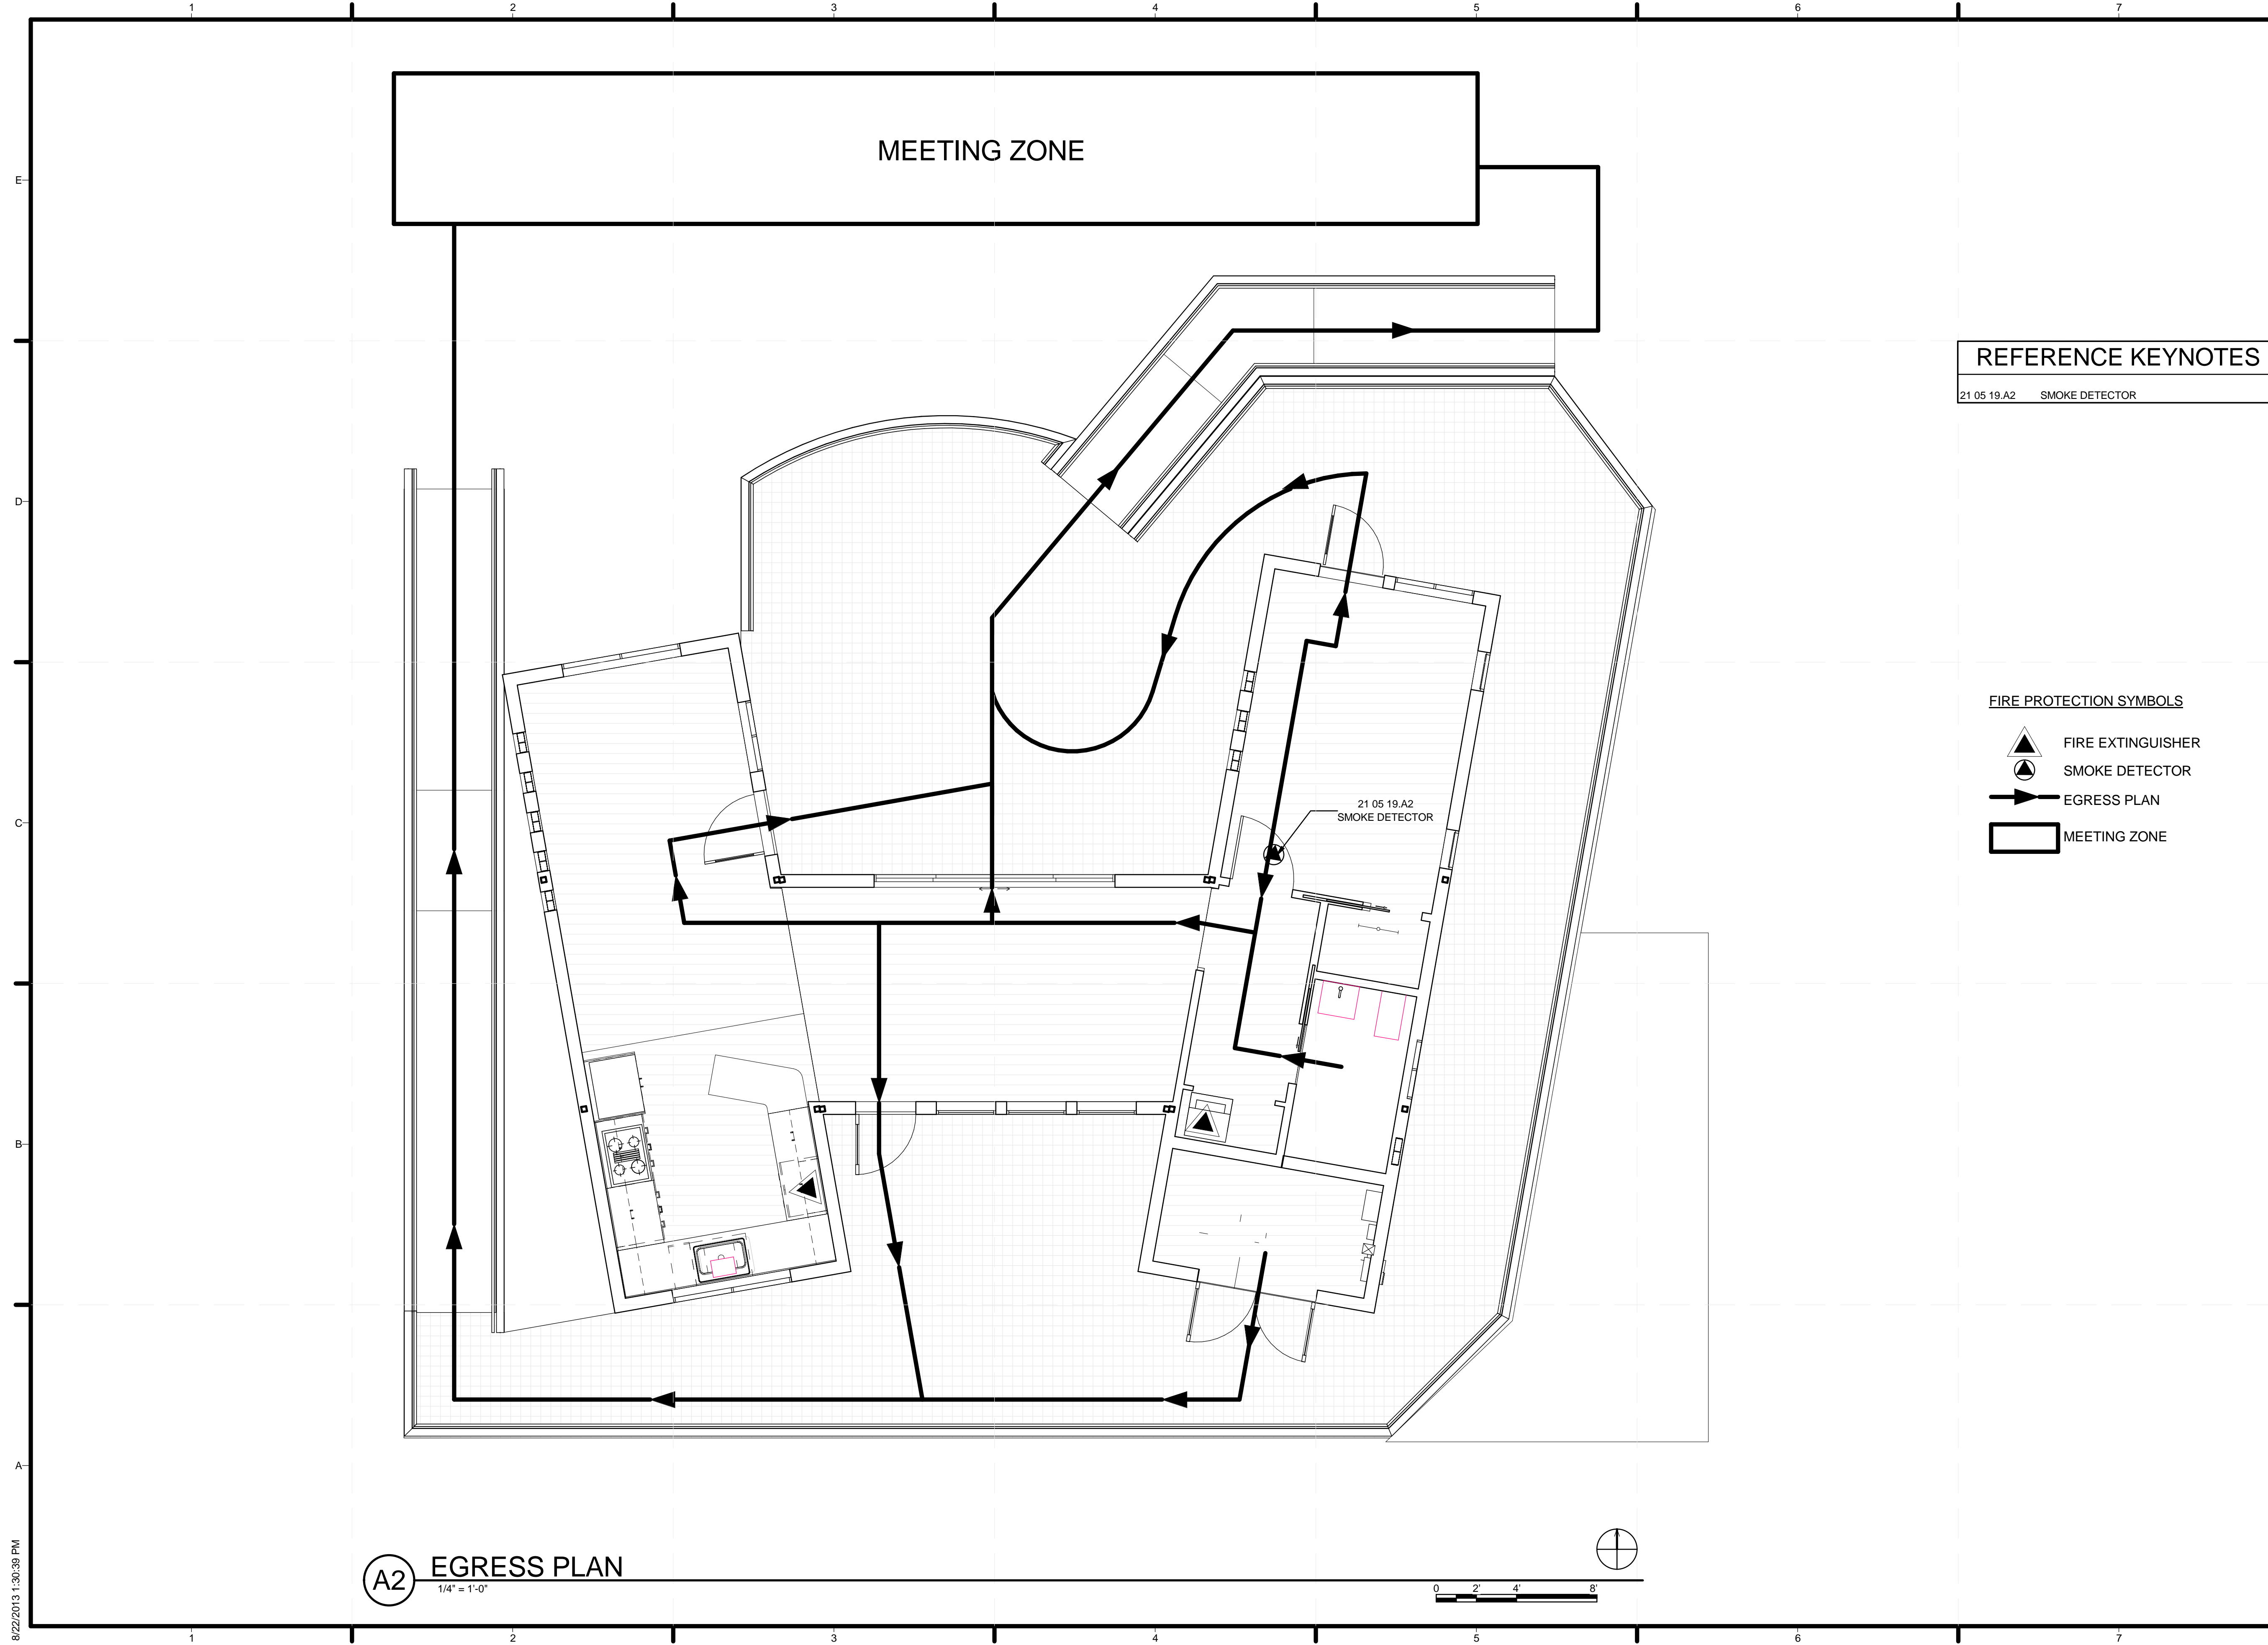 1 2 3 4 5 6 7
MEETING ZONE
E
REFERENCE KEYNOTES
21 05 19.A2 SMOKE DETECTOR
D
FIRE PROTECTION SYMBOLS
FIRE EXTINGUISHER
SMOKE DETECTOR
EGRESS PLAN
MEETING ZONE
21 05 19.A2
SMOKE DETECTOR
C
B
A
A2 EGRESS PLAN
1/4" = 1'-0"
0 2' 4' 8'
8/22/2013 1:30:39 PM
1 2 3 4 5 6 7